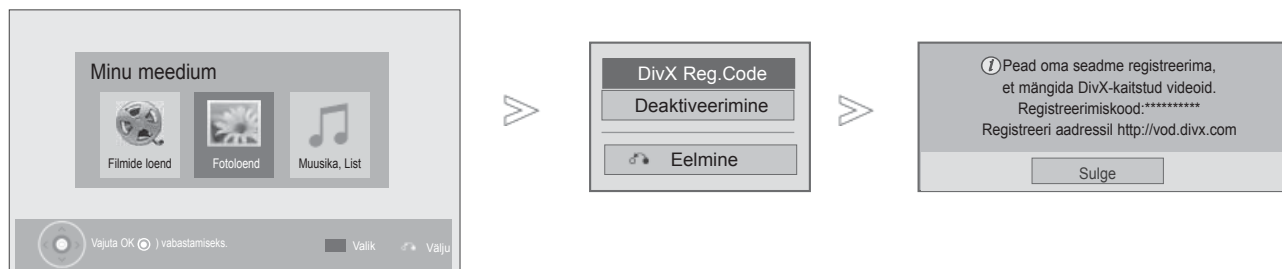 Minu meedium
Filmide loend
Fotoloend
Muusika, List
Vajuta OK ) vabastamiseks.
Valik
Välju
DivX Reg.Code
Deaktiveerimine
Eelmine
Pead oma seadme registreerima,
et mängida DivX-kaitstud videoid.
Registreerimiskood:**********
Registreeri aadressil http://vod.divx.com
Sulge